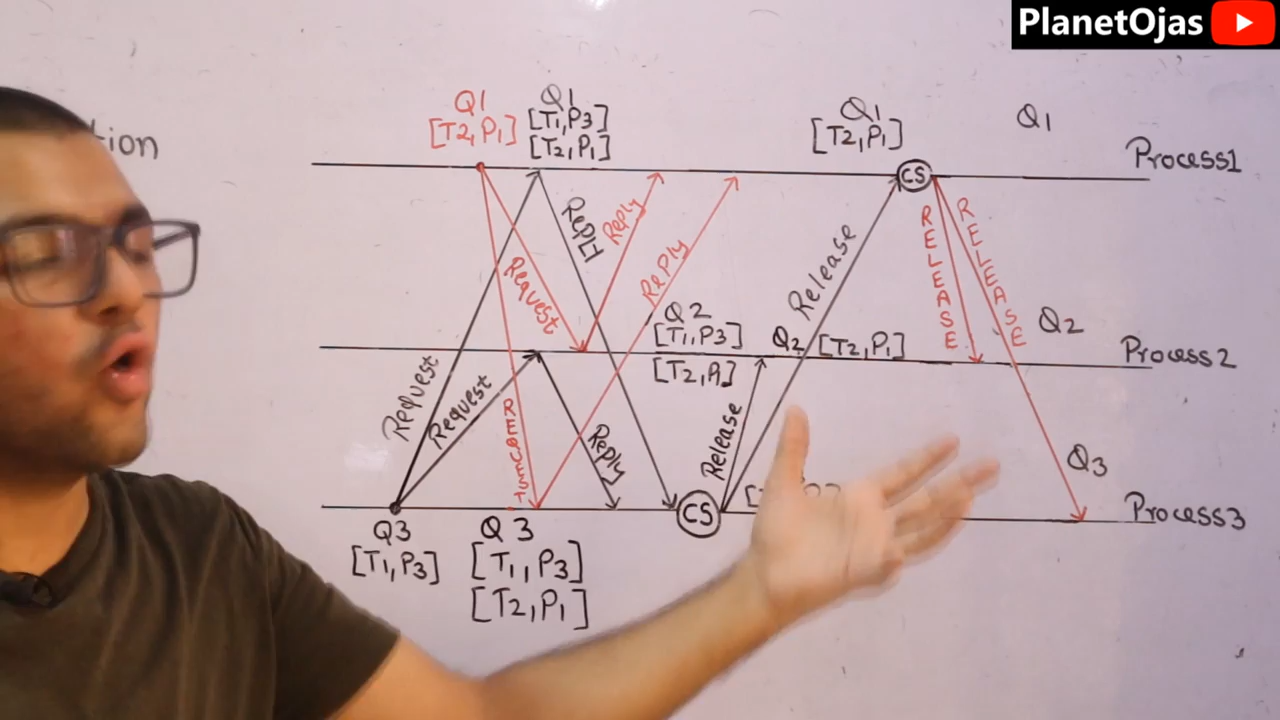 PlanetOjas
tion
Q1
[T2,P1]
Q1
[T1,P3]
[T2,P1]
Q1
[T2,P1]
Q1
Process1
Request
Request
Request
REQUEST
REPLY
Reply
RePly
Reply
Q2
[T1,P3]
[T2,P1]
Q2 [T2,P1]
Release
Release
CS
RELEASE
RELEASE
Q2
Process2
Q3
[T1,P3]
Q3
[T1,P3]
[T2,P1]
CS
Q3
Process3